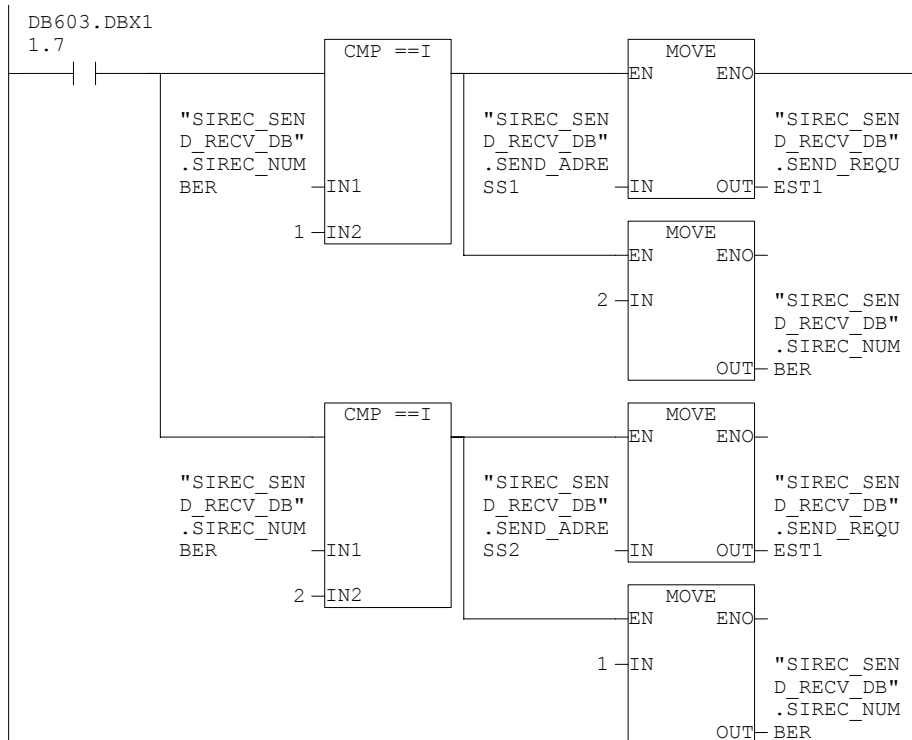 DB603.DBX1
1.7
CMP ==I
MOVE
EN ENO
"SIREC_SEN
D_RECV_DB"
.SIREC_NUM
BER
IN1
1
IN2
"SIREC_SEN
D_RECV_DB"
.SEND_ADRE
SS1
IN OUT
"SIREC_SEN
D_RECV_DB"
.SEND_REQU
EST1
MOVE
EN ENO
2
IN
OUT
"SIREC_SEN
D_RECV_DB"
.SIREC_NUM
BER
CMP ==I
MOVE
EN ENO
"SIREC_SEN
D_RECV_DB"
.SIREC_NUM
BER
IN1
2
IN2
"SIREC_SEN
D_RECV_DB"
.SEND_ADRE
SS2
IN OUT
"SIREC_SEN
D_RECV_DB"
.SEND_REQU
EST1
MOVE
EN ENO
1
IN
OUT
"SIREC_SEN
D_RECV_DB"
.SIREC_NUM
BER